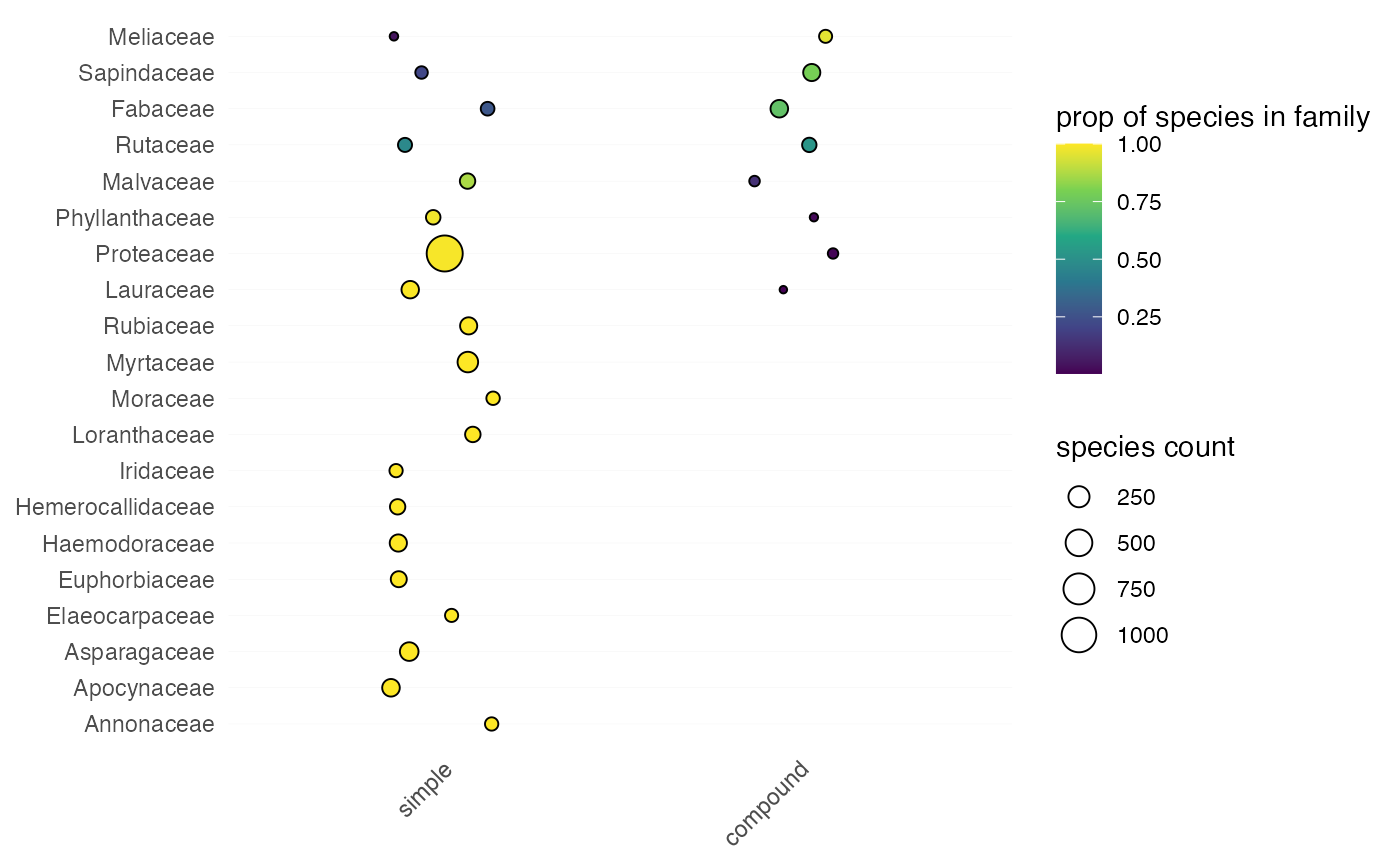 Meliaceae
Sapindaceae
Fabaceae
Rutaceae
Malvaceae
Phyllanthaceae
Proteaceae
Lauraceae
Rubiaceae
Myrtaceae
Moraceae
Loranthaceae
Iridaceae
Hemerocallidaceae
Haemodoraceae
Euphorbiaceae
Elaeocarpaceae
Asparagaceae
Apocynaceae
Annonaceae
simple
compound
prop of species in family
1.00
0.75
0.50
0.25
species count
250
500
750
1000